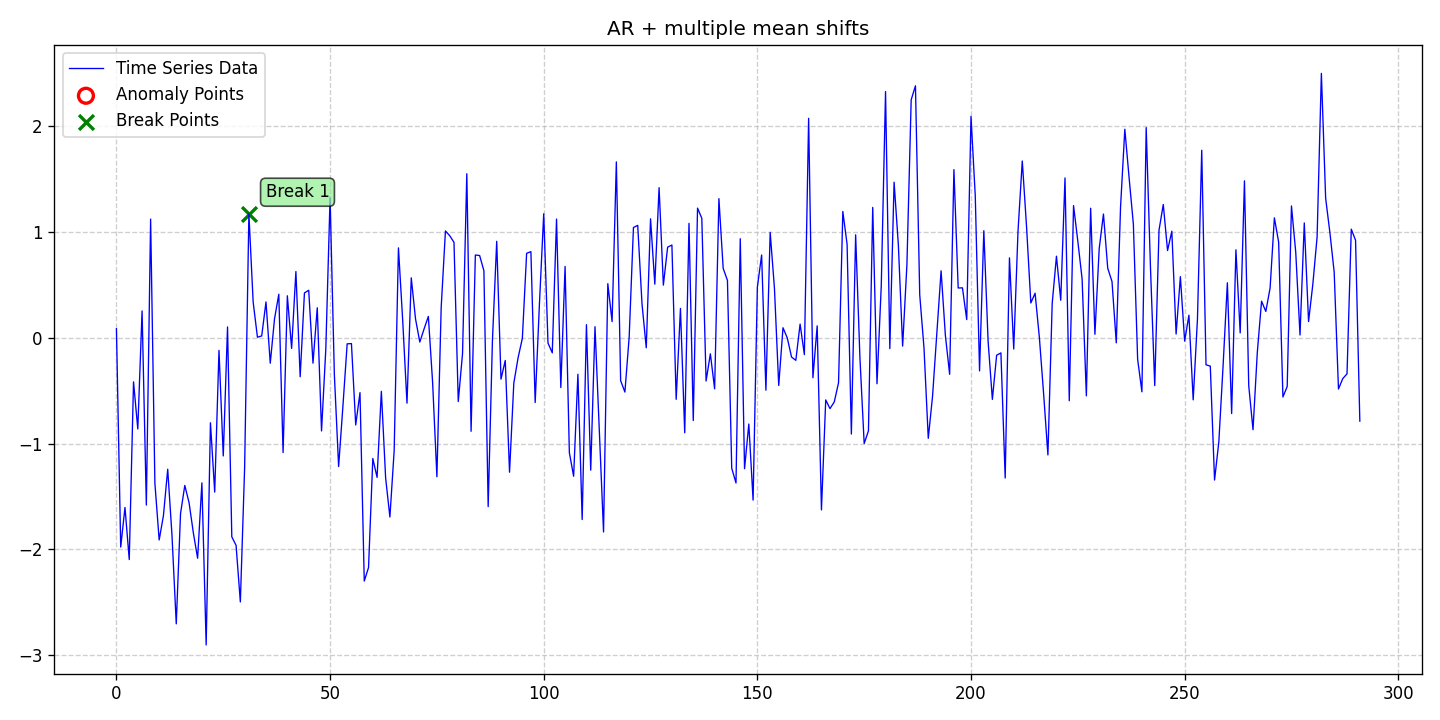 AR + multiple mean shifts
Time Series Data
Anomaly Points
Break Points
Break 1
2
1
0
−1
−2
−3
0 50 100 150 200 250 300